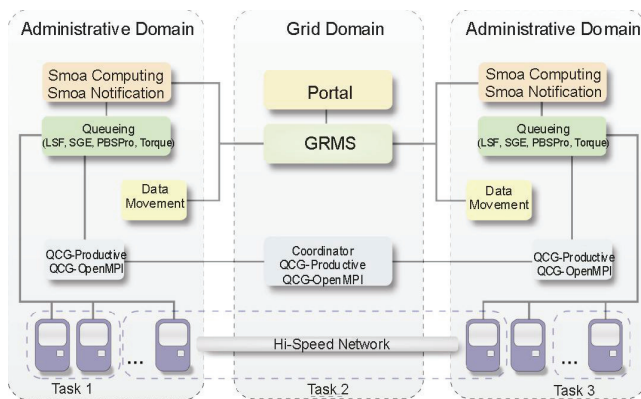 Administrative Domain
Grid Domain
Administrative Domain
Smoa Computing
Smoa Notification
Portal
Smoa Computing
Smoa Notification
Queueing
(LSF, SGE, PBSPro, Torque)
GRMS
Queueing
(LSF, SGE, PBSPro, Torque)
Data
Movement
Data
Movement
QCG-Productive
QCG-OpenMPI
Coordinator
QCG-Productive
QCG-OpenMPI
QCG-Productive
QCG-OpenMPI
...
Hi-Speed Network
...
Task 1
Task 2
Task 3